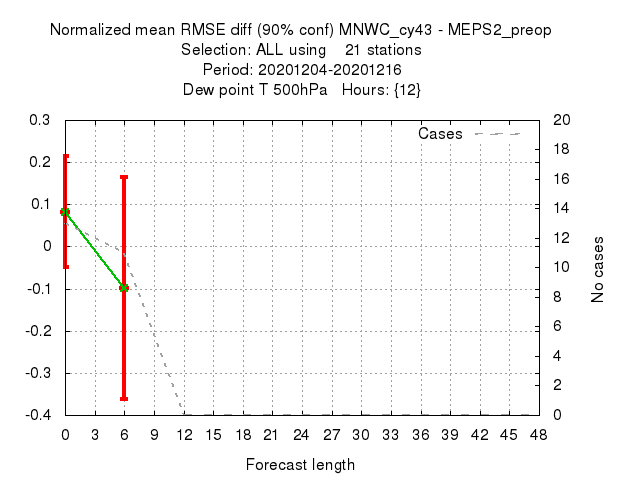 Normalized mean RMSE diff (90% conf) MNWC_cy43 - MEPS2_preop
Selection: ALL using 21 stations
Period: 20201204-20201216
Dew point T 500hPa Hours: {12}
Cases
0.3
0.2
0.1
0
-0.1
-0.2
-0.3
-0.4
20
18
16
14
12
10
8
6
4
2
0
No cases
0 3 6 9 12 15 18 21 24 27 30 33 36 39 42 45 48
Forecast length